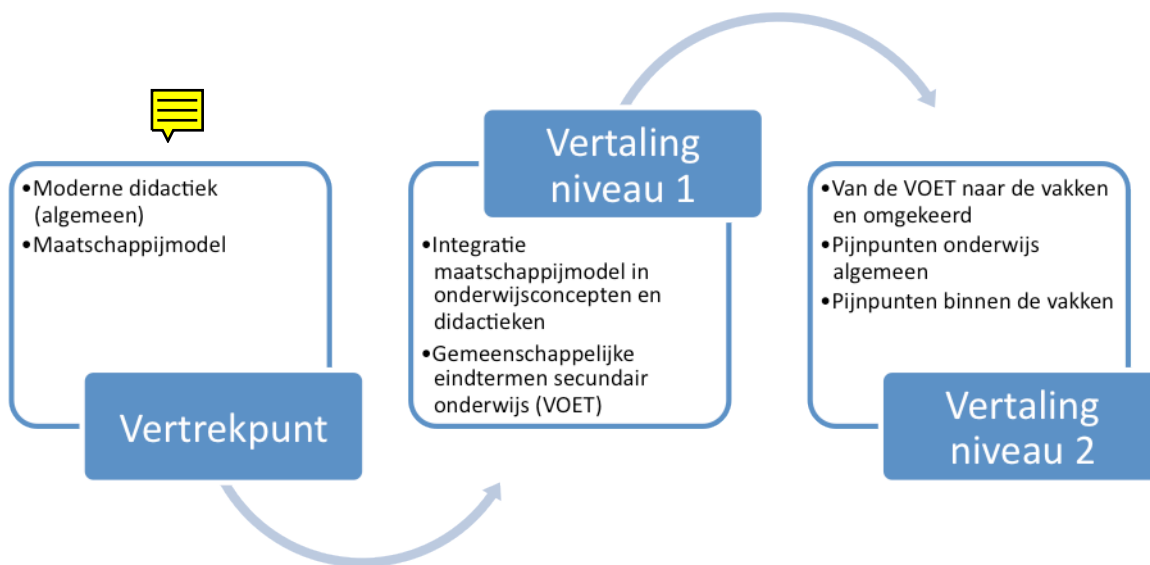 •Moderne didactiek
(algemeen)
•Maatschappijmodel
Vertrekpunt
Vertaling
niveau 1
•Integratie
maatschappijmodel in
onderwijsconcepten en
didactieken
•Gemeenschappelijke
eindtermen secundair
onderwijs (VOET)
•Van de VOET naar de vakken
en omgekeerd
•Pijnpunten onderwijs
algemeen
•Pijnpunten binnen de vakken
Vertaling
niveau 2